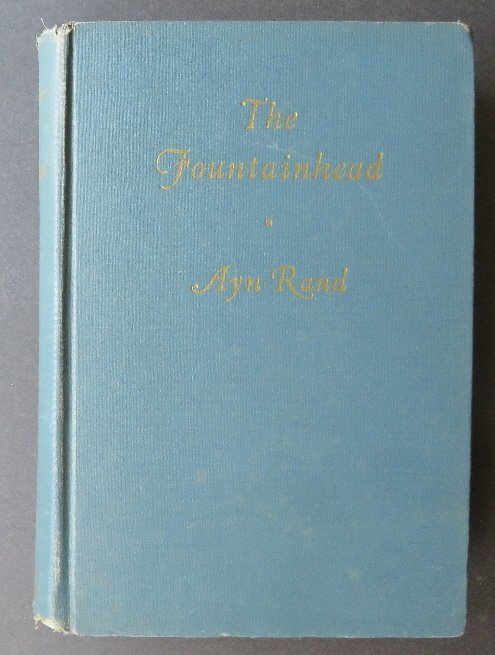 The
Fountainhead
Ayn Rand